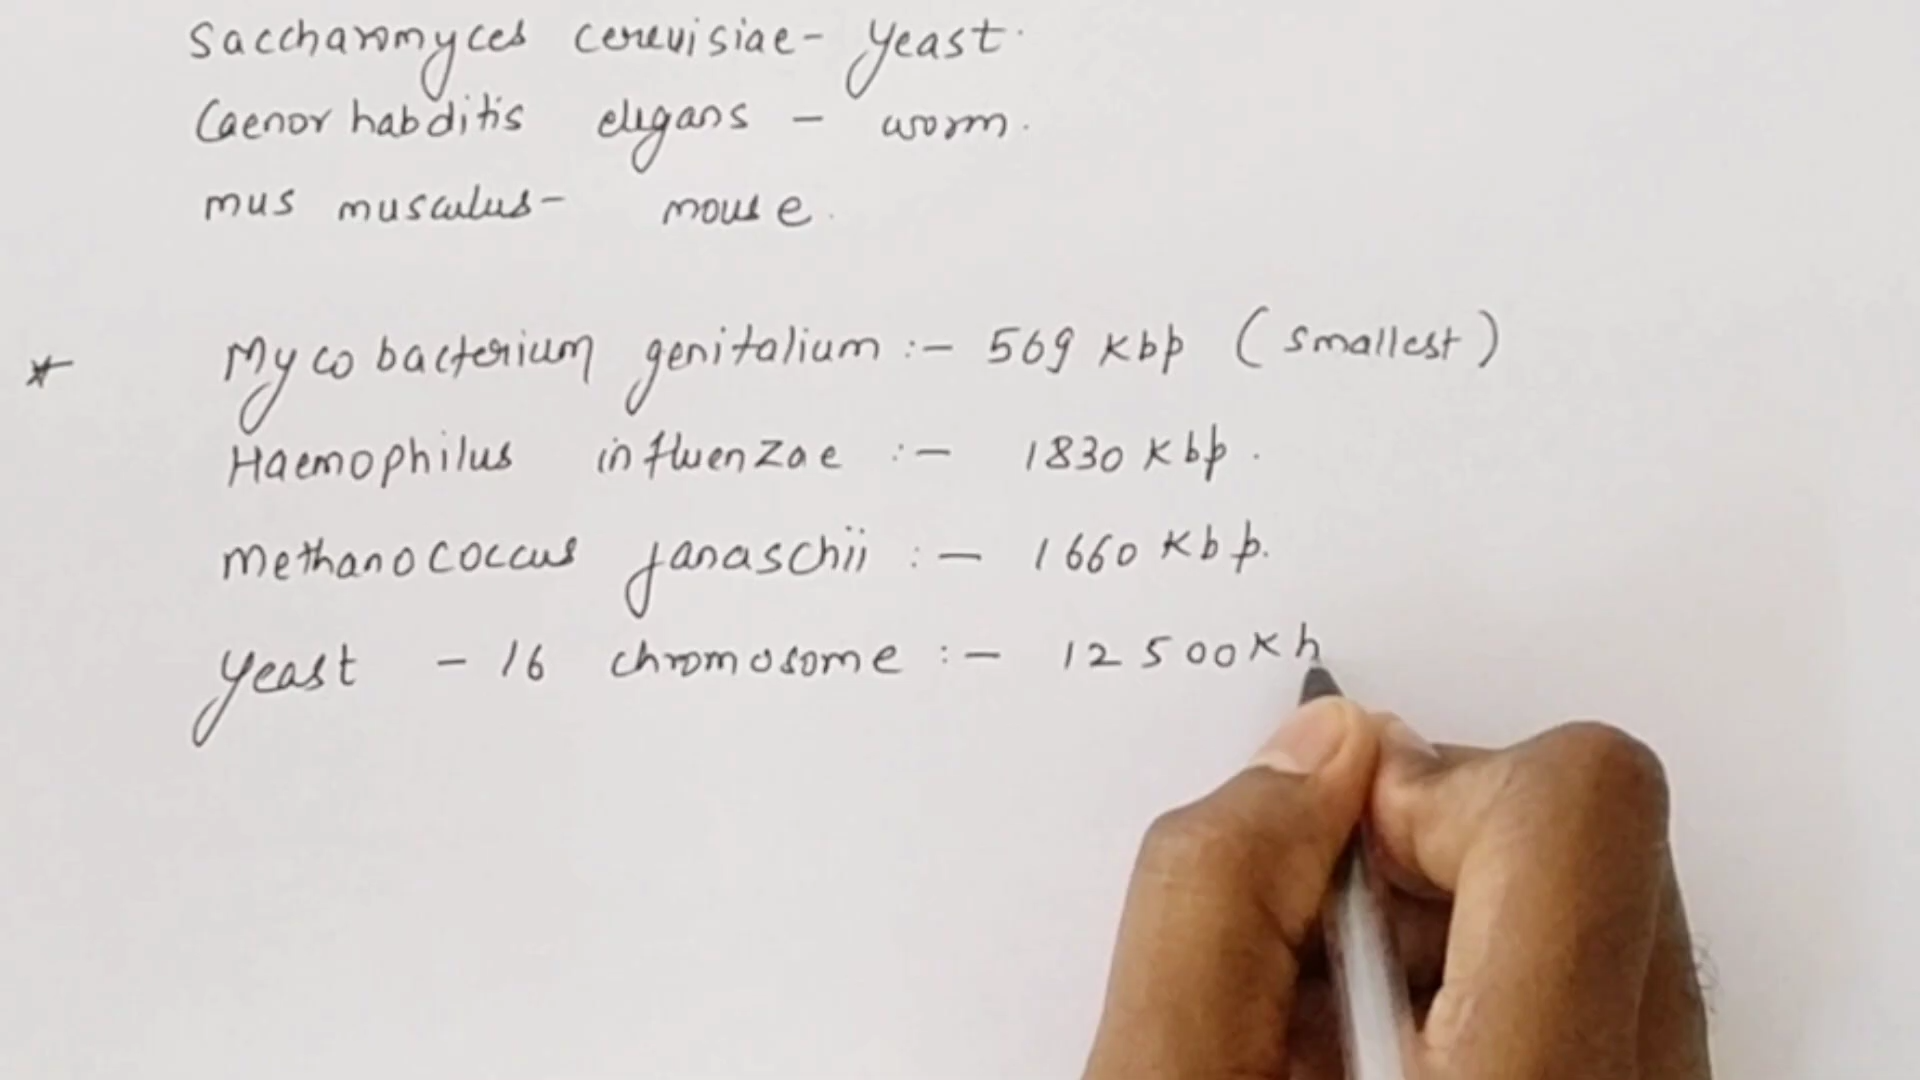 Saccharomyces cerevisiae- yeast.
Caenorhabditis elegans - worm.
mus musculus- mouse.
* Mycobacterium genitalium :- 569 Kbp (smallest)
Haemophilus influenzae :- 1830 Kbp.
Methanococcus janaschii :- 1660 Kbp.
yeast - 16 chromosome :- 12500 Kb